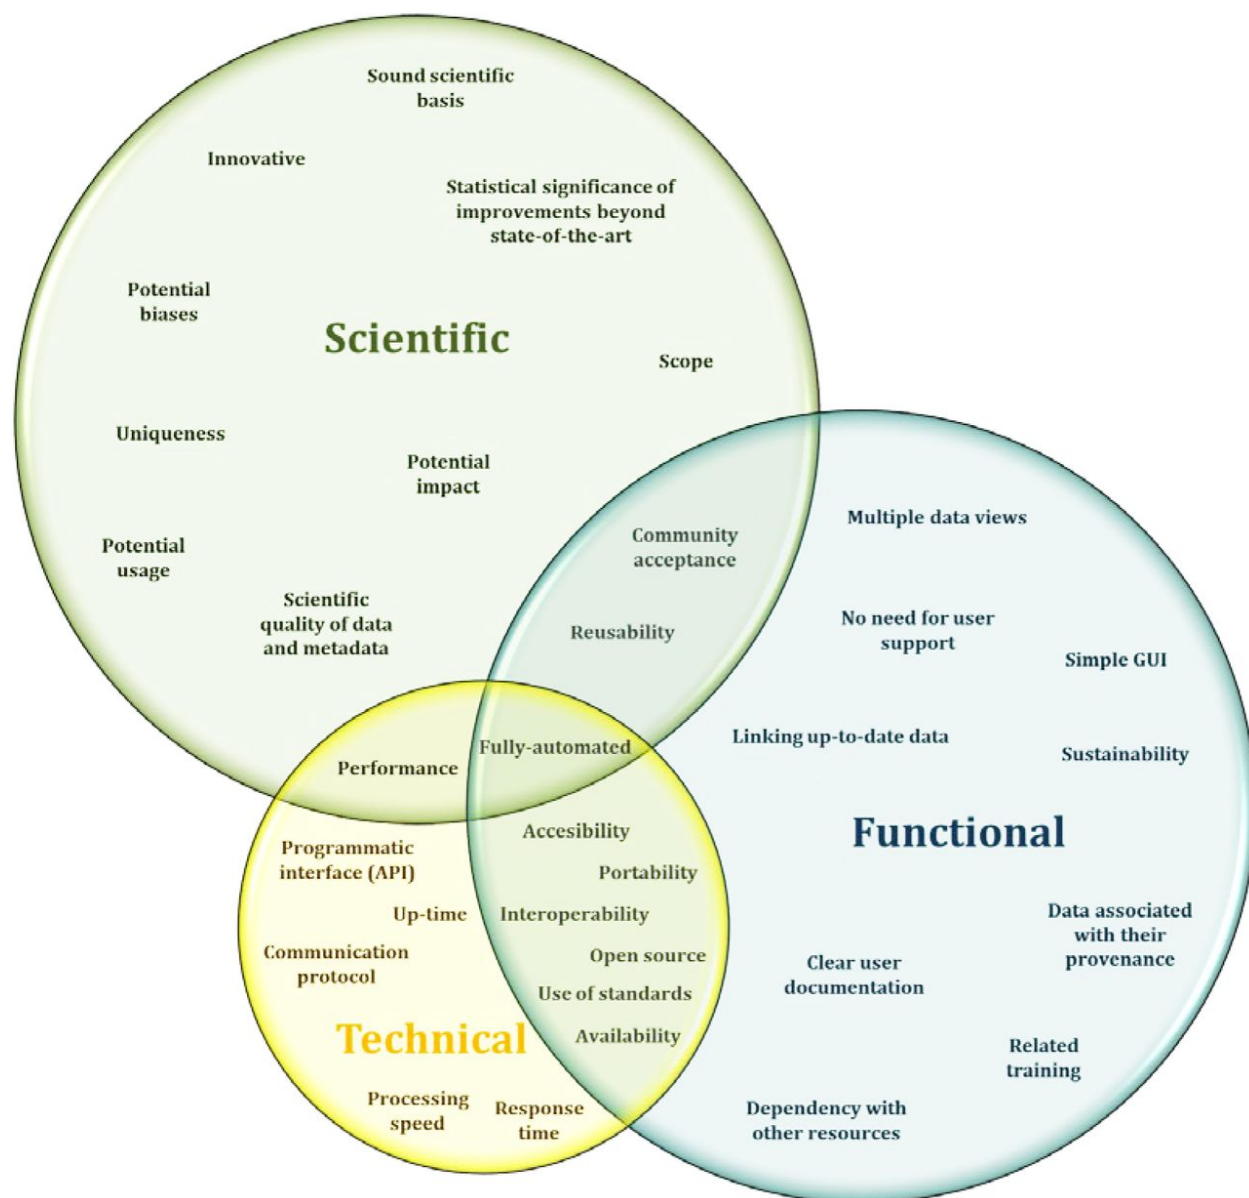 Sound scientific
basis
Innovative
Statistical significance of
improvements beyond
state-of-the-art
Potential
biases
Scientific
Scope
Uniqueness
Potential
impact
Potential
usage
Scientific
quality of data
and metadata
Community
acceptance
Reusability
Multiple data views
No need for user
support
Simple GUI
Linking up-to-date data
Sustainability
Functional
Data associated
with their
provenance
Clear user
documentation
Related
training
Dependency with
other resources
Fully-automated
Performance
Accesibility
Portability
Interoperability
Open source
Use of standards
Availability
Programmatic
interface (API)
Up-time
Communication
protocol
Technical
Processing
speed
Response
time